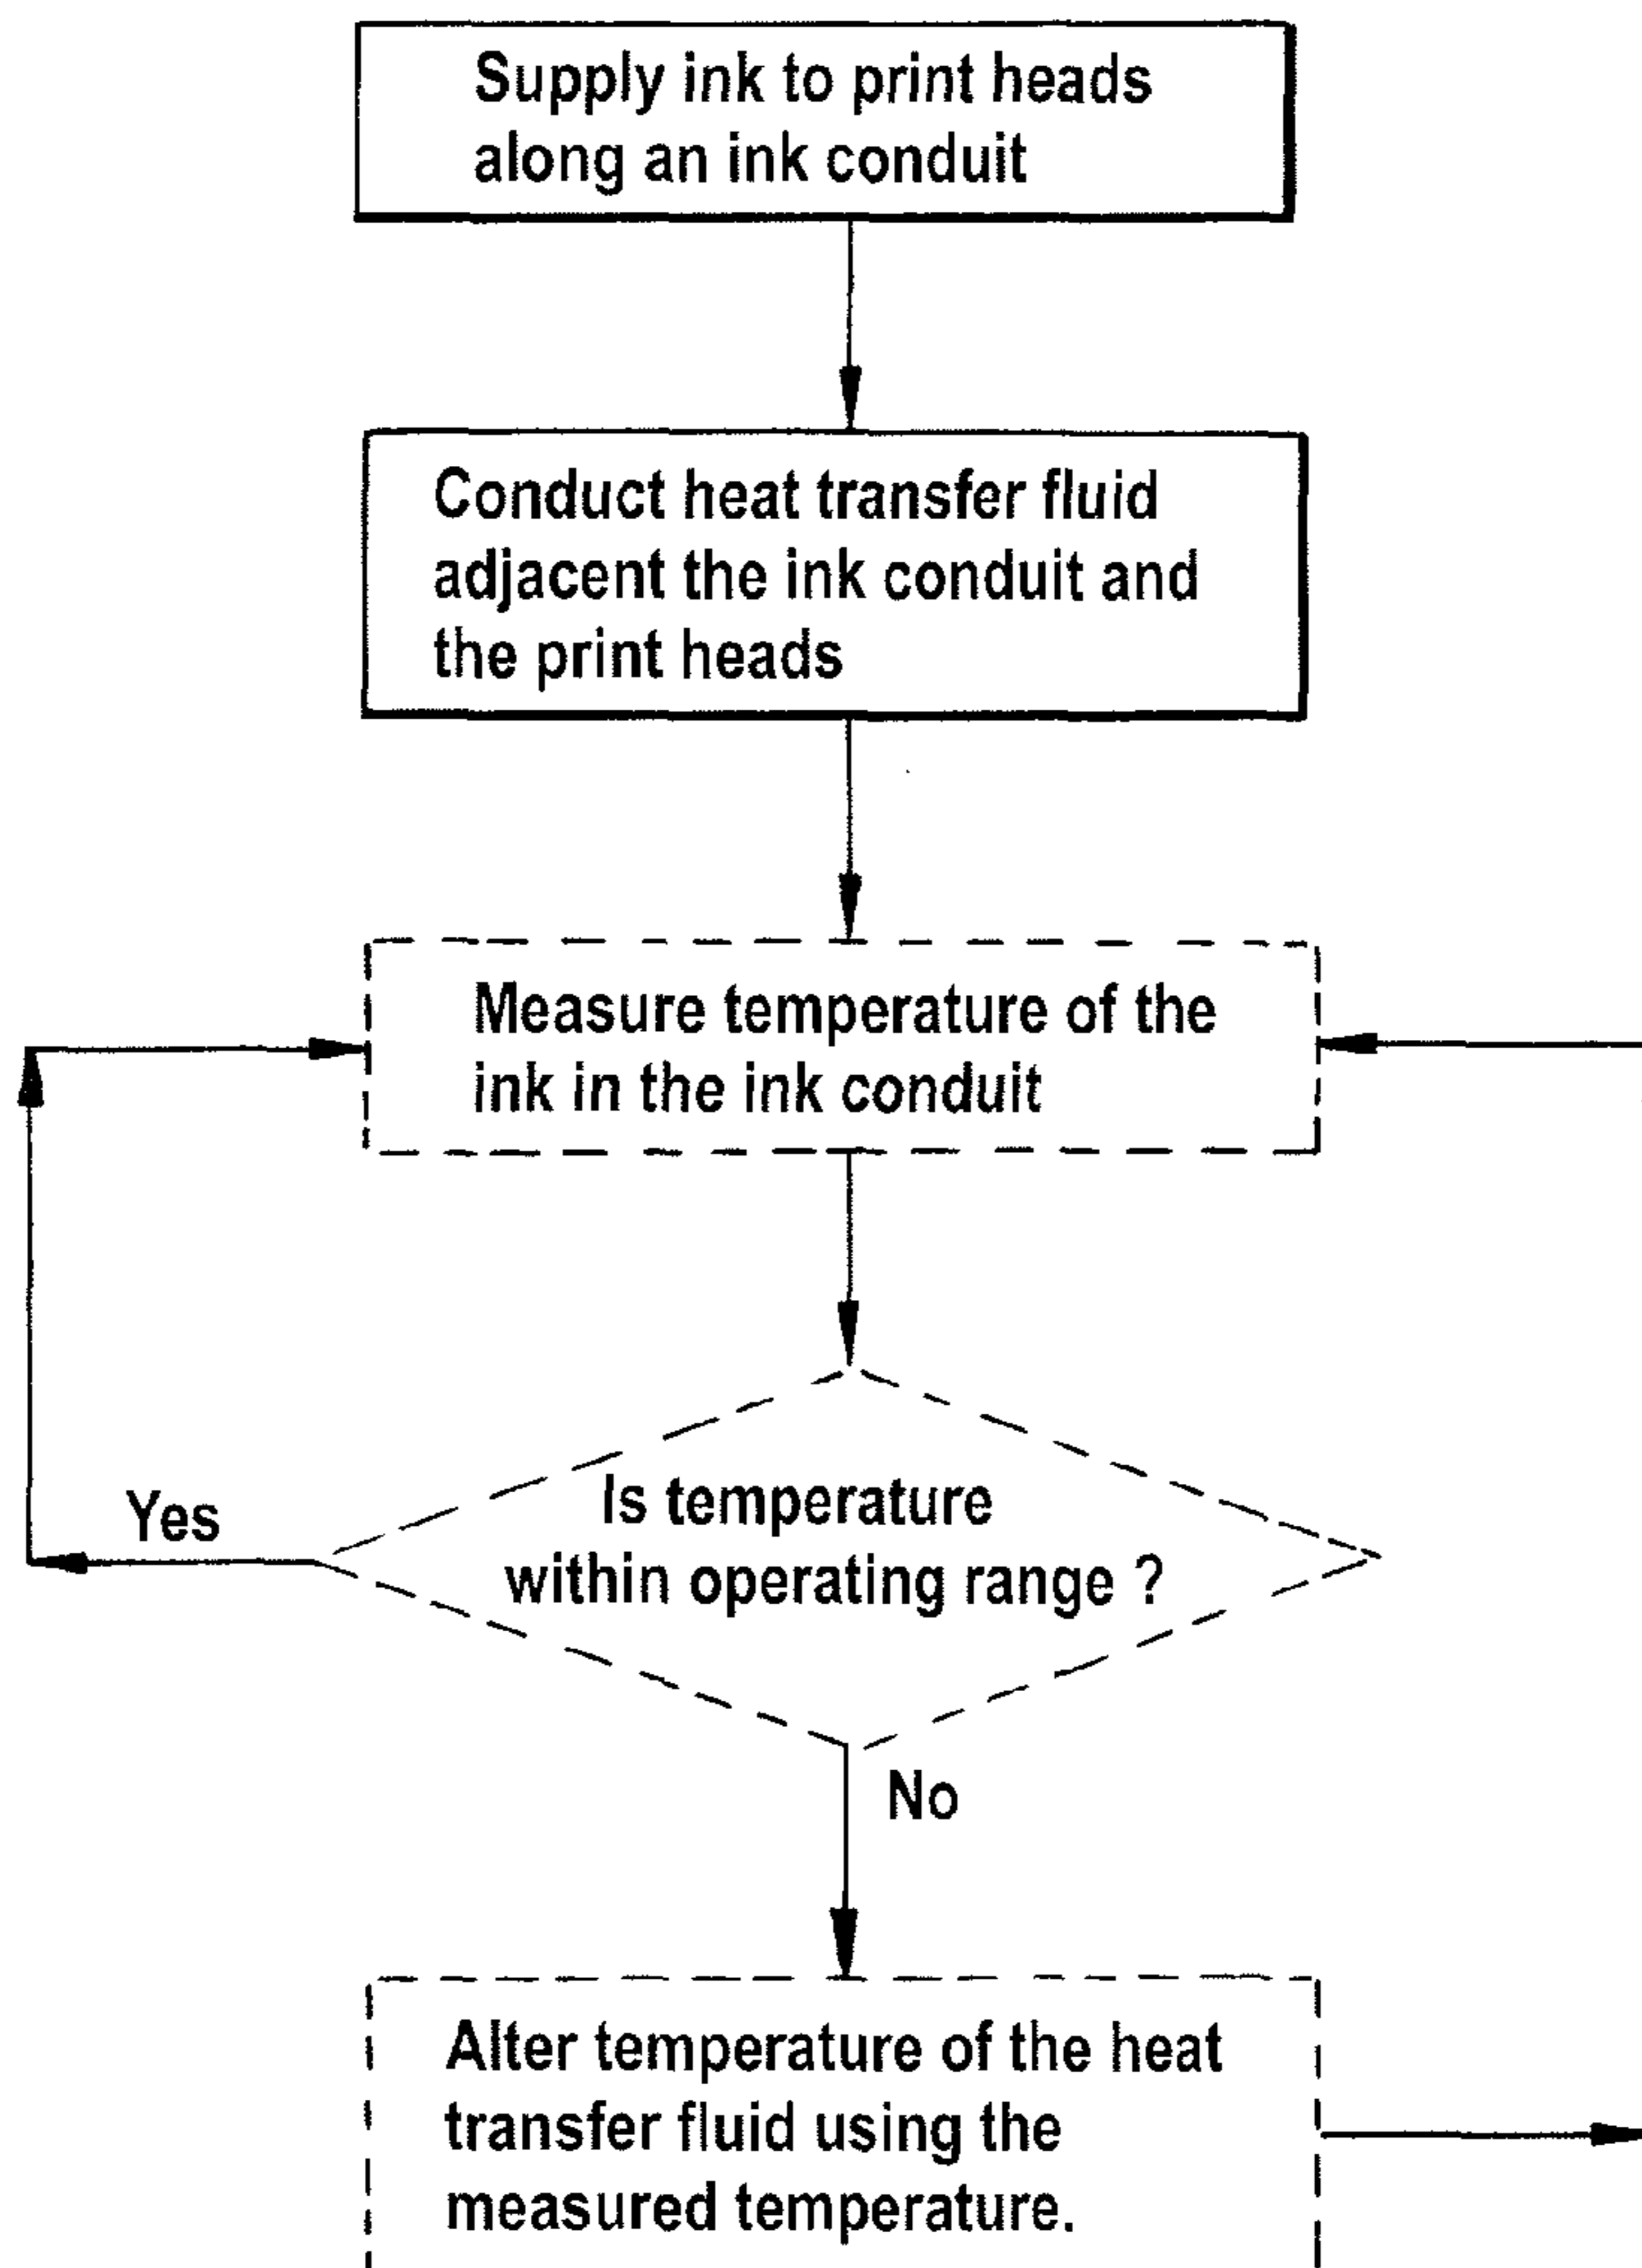 Supply ink to print heads
along an ink conduit
Conduct heat transfer fluid
adjacent the ink conduit and
the print heads
Measure temperature of the
ink in the ink conduit
Is temperature
within operating range ?
Yes
No
Alter temperature of the heat
transfer fluid using the
measured temperature.